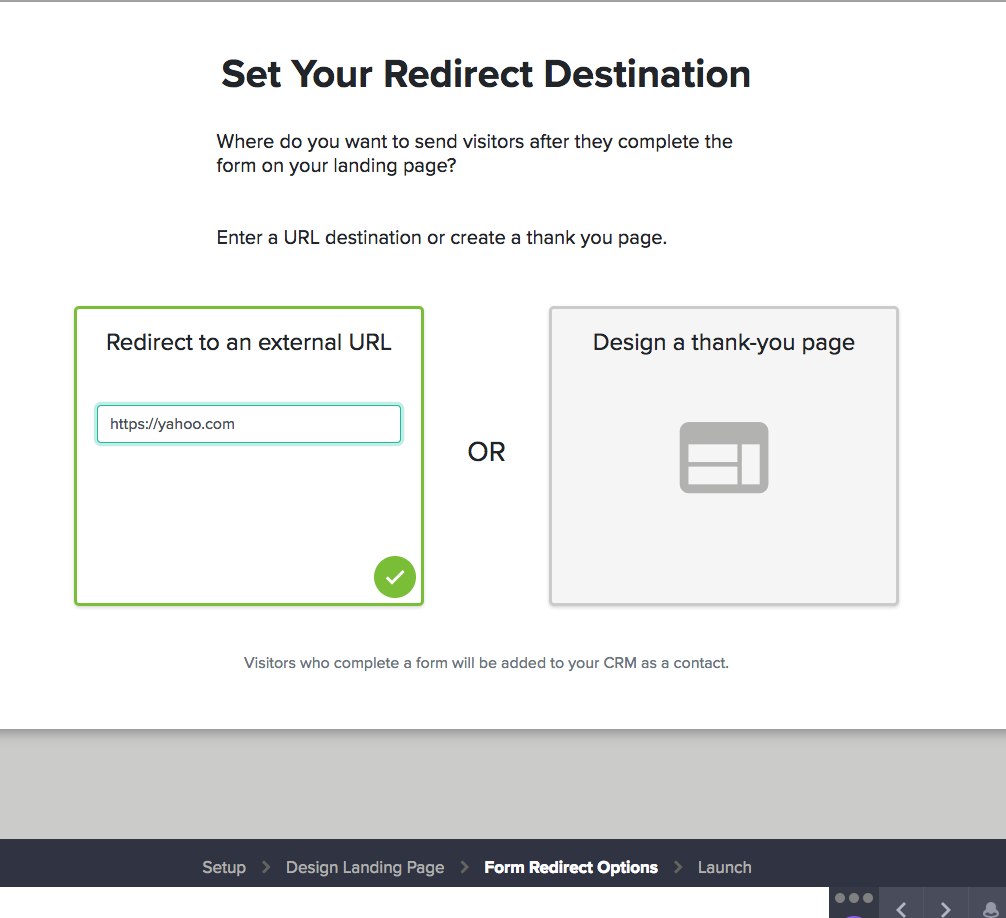 Set Your Redirect Destination
Where do you want to send visitors after they complete the
form on your landing page?
Enter a URL destination or create a thank you page.
Redirect to an external URL
https://yahoo.com
OR
Design a thank-you page
Visitors who complete a form will be added to your CRM as a contact.
Setup > Design Landing Page > Form Redirect Options > Launch